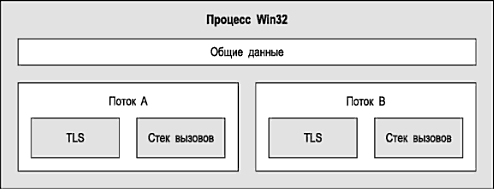 Процесс Win32
Общие данные
Поток A
Поток B
TLS
Стек вызовов
TLS
Стек вызовов